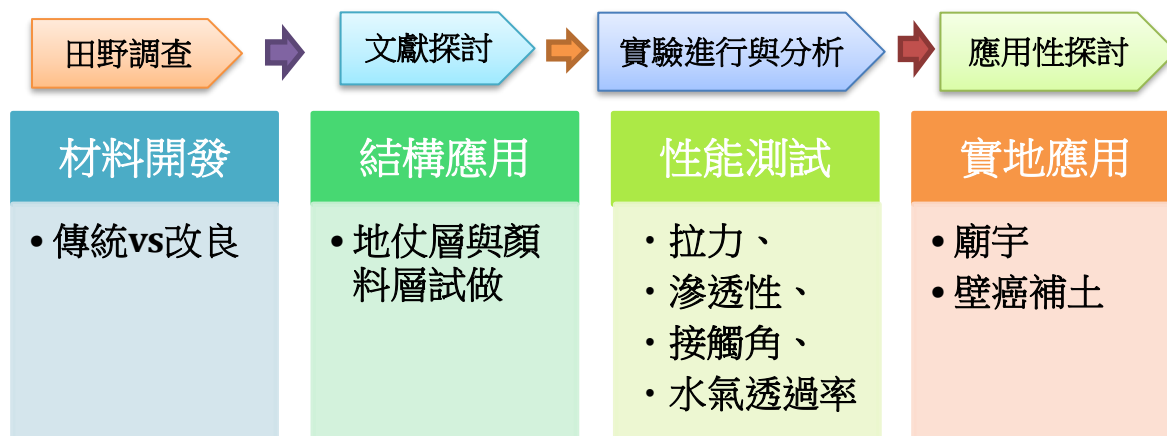 田野調查
文獻探討
實驗進行與分析
應用性探討
材料開發
• 傳統vs改良
結構應用
• 地仗層與顏
料層試做
性能測試
・拉力、
・滲透性、
・接觸角、
・水氣透過率
實地應用
• 廟宇
• 壁癌補土